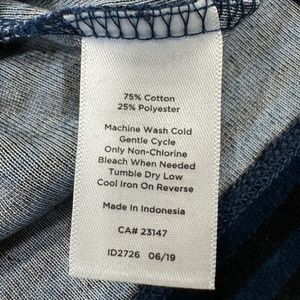 75% Cotton
25% Polyester
Machine Wash Cold
Gentle Cycle
Only Non-Chlorine
Bleach When Needed
Tumble Dry Low
Cool Iron On Reverse
Made In Indonesia
CA# 23147
ID2726 06/19